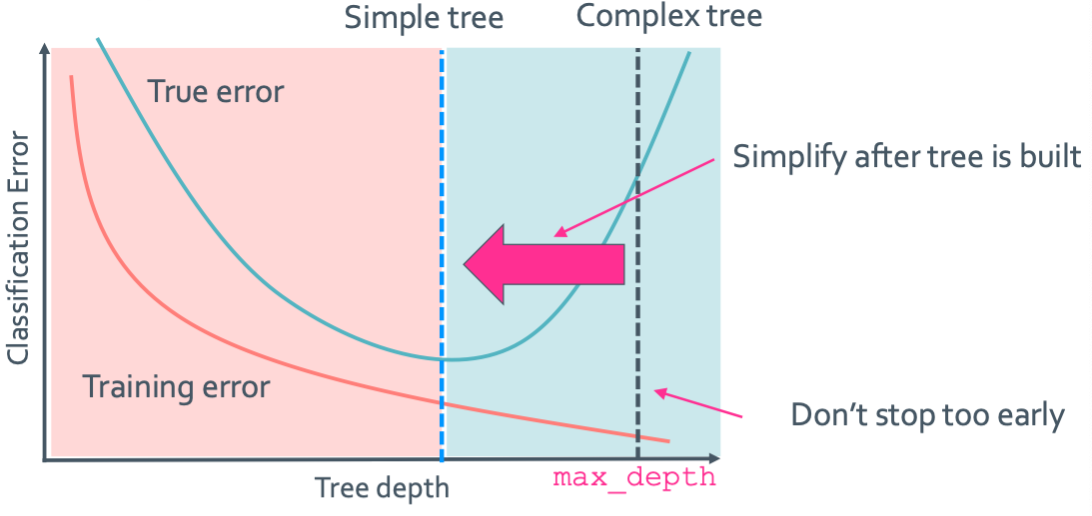 Simple tree
Complex tree
True error
Classification Error
Simplify after tree is built
Training error
Don't stop too early
Tree depth
max_depth